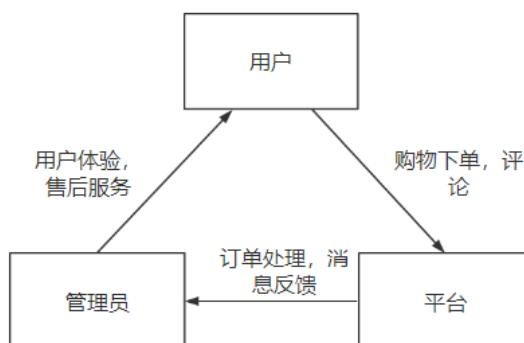 用户
用户体验，
售后服务
购物下单，评
论
订单处理，消
息反馈
管理员
平台